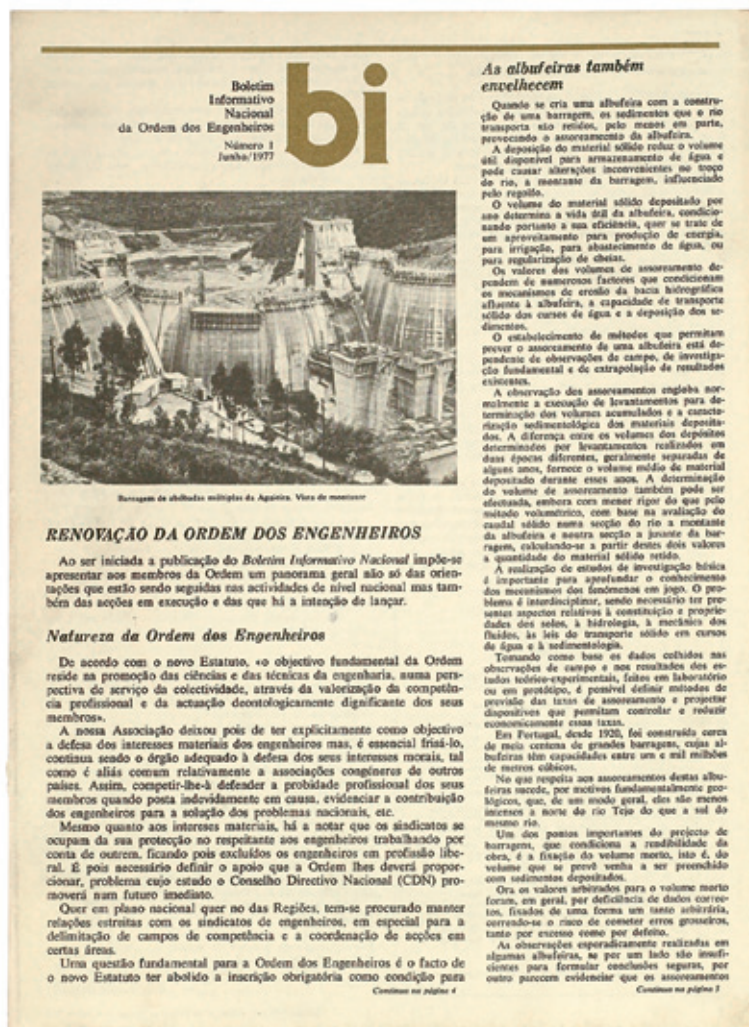 Boletim
Informativo
Nacional
da Ordem dos Engenheiros
Número 1
Junho/1977
bi
Barragem de abóbadas múltiplas da Aguieira. Vista de montante
RENOVAÇÃO DA ORDEM DOS ENGENHEIROS
Ao ser iniciada a publicação do Boletim Informativo Nacional impõe-se
apresentar aos membros da Ordem um panorama geral não só das orien-
tações que estão sendo seguidas nas actividades de nível nacional mas tam-
bém das acções em execução e das que há a intenção de lançar.
Natureza da Ordem dos Engenheiros
De acordo com o novo Estatuto, «o objectivo fundamental da Ordem
reside na promoção das ciências e das técnicas da engenharia, numa pers-
pectiva de serviço da colectividade, através da valorização da competên-
cia profissional e da actuação deontologicamente dignificante dos seus
membros».
A nossa Associação deixou pois de ter explicitamente como objectivo
a defesa dos interesses materiais dos engenheiros mas, é essencial frisá-lo,
continua sendo o órgão adequado à defesa dos seus interesses morais, tal
como é aliás comum relativamente a associações congéneres de outros
países. Assim, competir-lhe-à defender a probidade profissional dos seus
membros quando posta indevidamente em causa, evidenciar a contribuição
dos engenheiros para a solução dos problemas nacionais, etc.
Mesmo quanto aos interesses materiais, há a notar que os sindicatos se
ocupam da sua protecção no respeitante aos engenheiros trabalhando por
conta de outrem, ficando pois excluídos os engenheiros em profissão libe-
ral. É pois necessário definir o apoio que a Ordem lhes deverá propor-
cionar, problema cujo estudo o Conselho Directivo Nacional (CDN) pro-
moverá num futuro imediato.
Quer em plano nacional quer no das Regiões, tem-se procurado manter
relações estreitas com os sindicatos de engenheiros, em especial para a
delimitação de campos de competência e a coordenação de acções em
certas áreas.
Uma questão fundamental para a Ordem dos Engenheiros é o facto de
o novo Estatuto ter abolido a inscrição obrigatória como condição para
Continua na página 4
As albufeiras também
envelhecem
Quando se cria uma albufeira com a constru-
ção de uma barragem, os sedimentos que o rio
transporta são retidos, pelo menos em parte,
provocando o assoreamento da albufeira.
A deposição do material sólido reduz o volume
útil disponível para armazenamento de água e
pode causar alterações inconvenientes no troço
do rio, a montante da barragem, influenciado
pelo regolfo.
O volume do material sólido depositado por
ano determina a vida útil da albufeira, condicio-
nando portanto a sua eficiência, quer se trate de
um aproveitamento para produção de energia,
para irrigação, para abastecimento de água, ou
para regularização de cheias.
Os valores dos volumes de assoreamento de-
pendem de numerosos factores que condicionam
os mecanismos de erosão da bacia hidrográfica
afluente à albufeira, a capacidade de transporte
sólido dos cursos de água e a deposição dos se-
dimentos.
O estabelecimento de métodos que permitam
prever o assoreamento de uma albufeira está de-
pendente de observações de campo, de investiga-
ção fundamental e de extrapolação de resultados
existentes.
A observação dos assoreamentos engloba nor-
malmente a execução de levantamentos para de-
terminação dos volumes acumulados e a caracte-
rização sedimentológica dos materiais deposita-
dos. A diferença entre os volumes dos depósitos
determinados por levantamentos realizados em
duas épocas diferentes, geralmente separadas de
alguns anos, fornece o volume médio de material
depositado durante esses anos. A determinação
do volume de assoreamento também pode ser
efectuada, embora com menor rigor do que pelo
método volumétrico, com base na avaliação do
caudal sólido numa secção do rio a montante
da albufeira e noutra secção a jusante da bar-
ragem, calculando-se a partir destes dois valores
a quantidade do material sólido retido.
A realização de estudos de investigação básica
é importante para aprofundar o conhecimento
dos mecanismos dos fenómenos em jogo. O pro-
blema é interdisciplinar, sendo necessário ter pre-
sentes aspectos relativos à constituição e proprie-
dades dos solos, à hidrologia, à mecânica dos
fluidos, às leis do transporte sólido em cursos
de água e à sedimentologia.
Tomando como base os dados colhidos nas
observações de campo e nos resultados dos es-
tudos teórico-experimentais, feitos em laboratório
ou em protótipo, é possível definir métodos de
previsão das taxas de assoreamento e projectar
dispositivos que permitam controlar e reduzir
economicamente essas taxas.
Em Portugal, desde 1920, foi construída cerca
de meia centena de grandes barragens, cujas al-
bufeiras têm capacidades entre um e mil milhões
de metros cúbicos.
No que respeita aos assoreamentos destas albu-
feiras sucede, por motivos fundamentalmente geo-
lógicos, que, de um modo geral, eles são menos
intensos a norte do rio Tejo do que a sul do
mesmo rio.
Um dos pontos importantes do projecto de
barragens, que condiciona a rendibilidade da
obra, é a fixação do volume morto, isto é, do
volume que se prevê venha a ser preenchido
com sedimentos depositados.
Ora os valores arbitrados para o volume morto
foram, em geral, por deficiência de dados correc-
tos, fixados de uma forma um tanto arbitrária,
correndo-se o risco de cometer erros grosseiros,
tanto por excesso como por defeito.
As observações esporadicamente realizadas em
algumas albufeiras, se por um lado são insufi-
cientes para formular conclusões seguras, por
outro parecem evidenciar que os assoreamentos
Continua na página 5